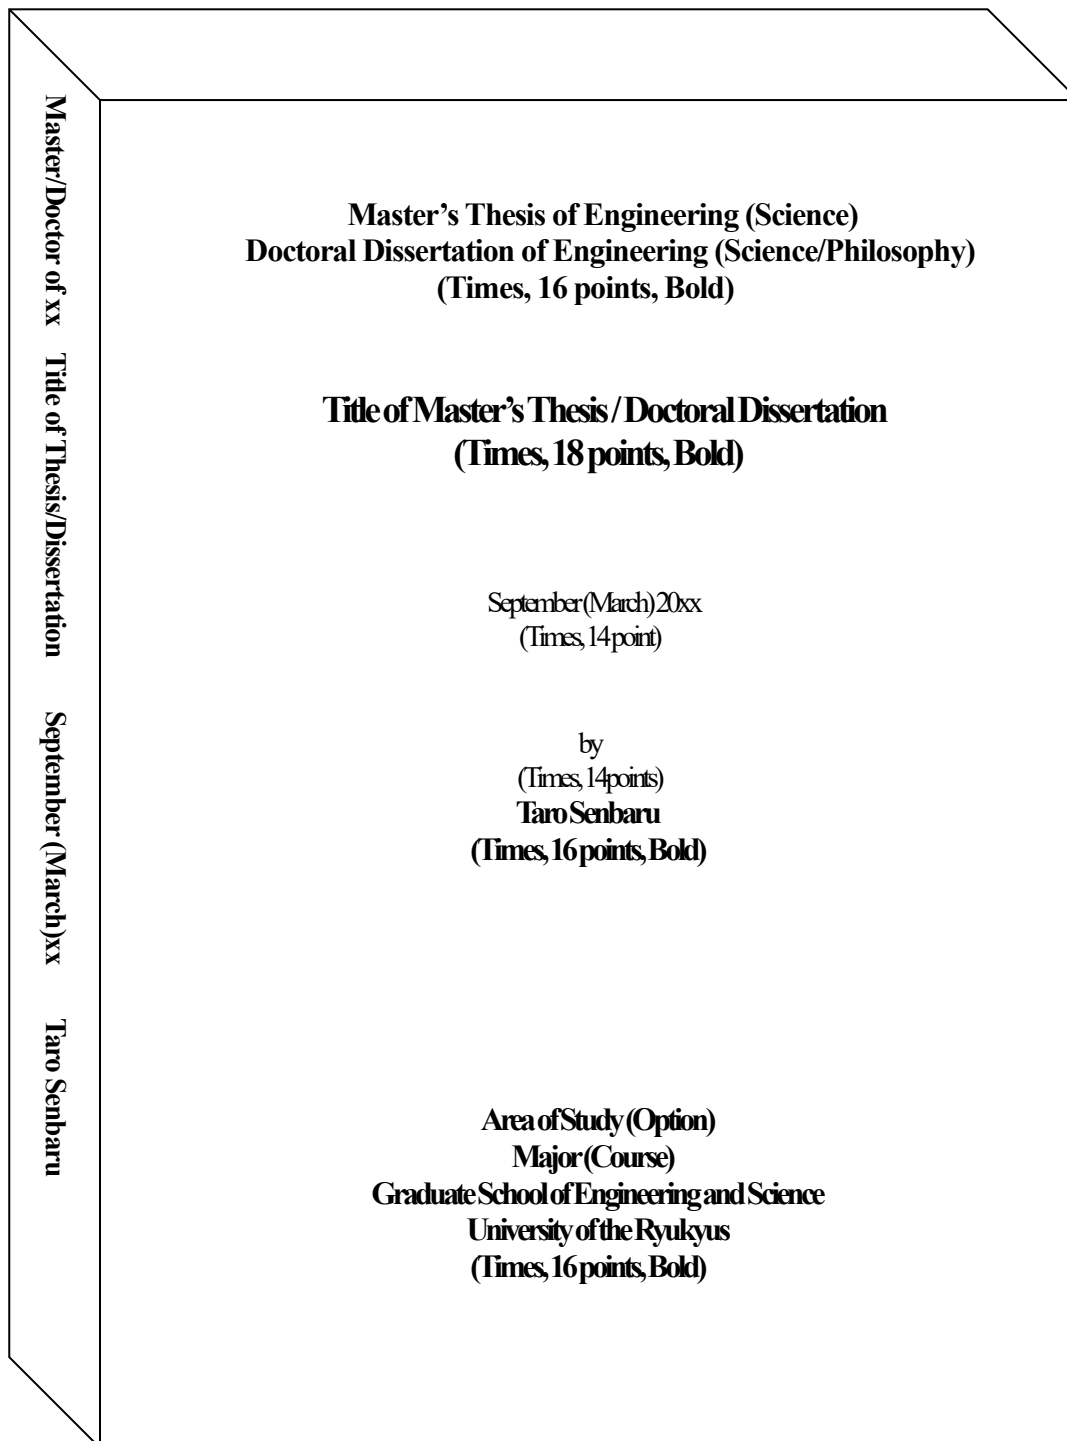 Master/Doctor of xx Title of Thesis/Dissertation September (March)xx Taro Senbaru
Master’s Thesis of Engineering (Science)
Doctoral Dissertation of Engineering (Science/Philosophy)
(Times, 16 points, Bold)
Title of Master’s Thesis / Doctoral Dissertation
(Times, 18 points, Bold)
September (March) 20xx
(Times, 14 point)
by
(Times, 14points)
Taro Senbaru
(Times, 16 points, Bold)
Area of Study (Option)
Major (Course)
Graduate School of Engineering and Science
University of the Ryukyus
(Times, 16 points, Bold)